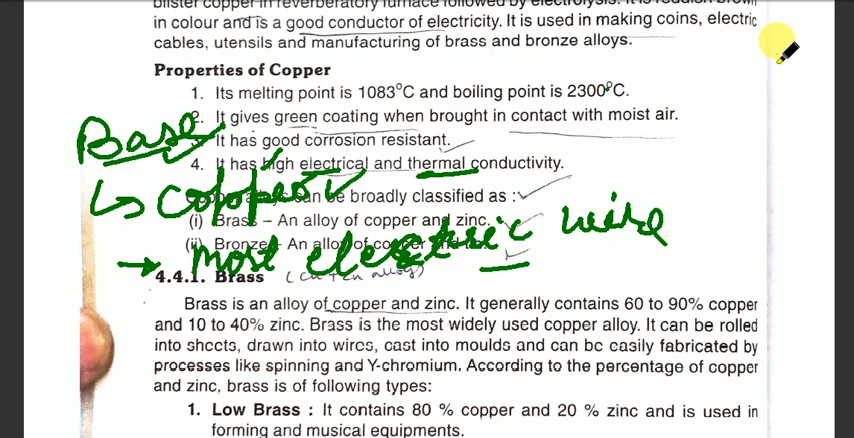 blister copper in reverberatory furnace followed by electrolysis. It is reddish brown
in colour and is a good conductor of electricity. It is used in making coins, electric
cables, utensils and manufacturing of brass and bronze alloys.
Properties of Copper
1. Its melting point is 1083°C and boiling point is 2300°C.
2. It gives green coating when brought in contact with moist air.
Base
3. It has good corrosion resistant.
4. It has high electrical and thermal conductivity.
↳ copper
can be broadly classified as :
(i) Brass – An alloy of copper and zinc.
(ii) Bronze – An alloy of copper and
→ most electric wire
4.4.1. Brass (Cu + Zn alloy)
Brass is an alloy of copper and zinc. It generally contains 60 to 90% copper
and 10 to 40% zinc. Brass is the most widely used copper alloy. It can be rolled
into sheets, drawn into wires, cast into moulds and can be easily fabricated by
processes like spinning and Y-chromium. According to the percentage of copper
and zinc, brass is of following types:
1. Low Brass : It contains 80 % copper and 20 % zinc and is used in
forming and musical equipments.